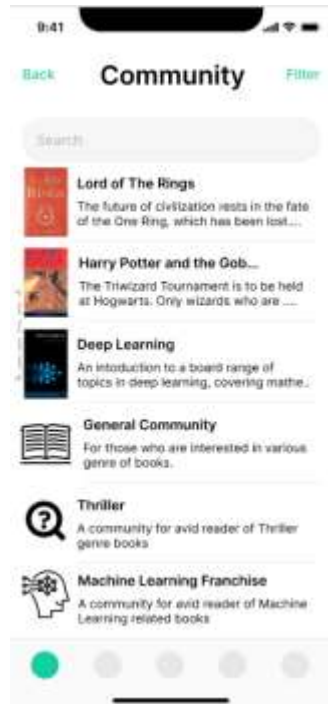 9:41
Back Community Filter
Search
Lord of The Rings
The future of civilization rests in the fate
of the One Ring, which has been lost....
Harry Potter and the Gob...
The Triwizard Tournament is to be held
at Hogwarts. Only wizards who are ....
Deep Learning
An intoduction to a board range of
topics in deep learning, covering mathe..
General Community
For those who are interested in various
genre of books.
Thriller
A community for avid reader of Thriller
genre books
Machine Learning Franchise
A community for avid reader of Machine
Learning related books